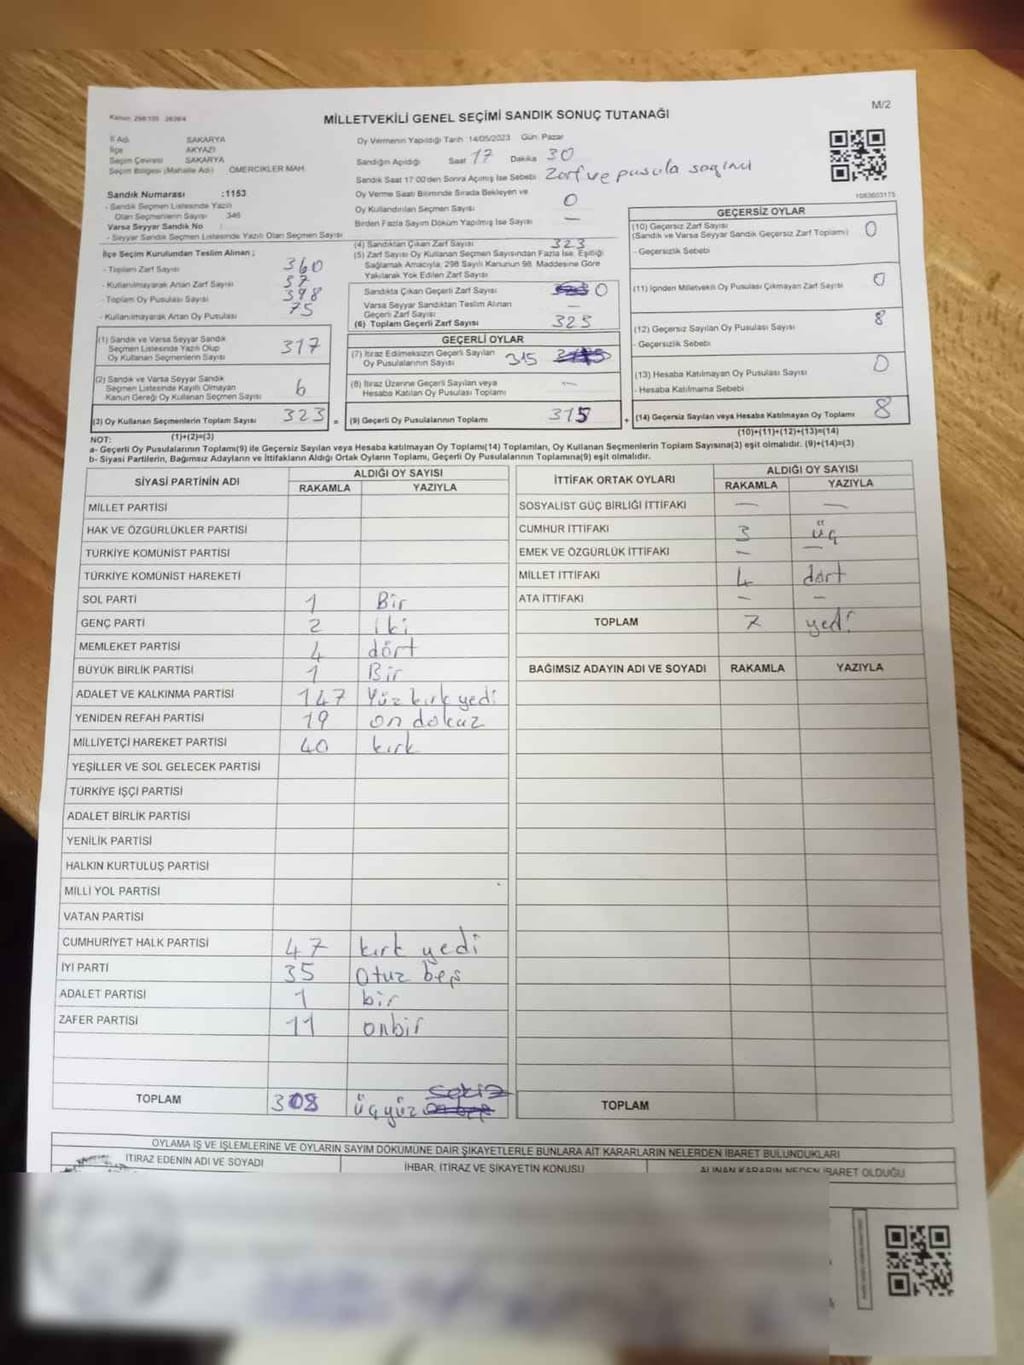 M/2
MİLLETVEKİLİ GENEL SEÇİMİ SANDIK SONUÇ TUTANAĞI
İl Adı SAKARYA
İlçe AKYAZI
Seçim Çevresi SAKARYA
Seçim Bölgesi (Mahalle Adı) ÖMERCİKLER MAH.
Sandık Numarası :1153
- Sandık Seçmen Listesinde Yazılı
Olan Seçmenlerin Sayısı 346
Varsa Seyyar Sandık No
- Seyyar Sandık Seçmen Listesinde Yazılı Olan Seçmen Sayısı
İlçe Seçim Kurulundan Teslim Alınan ;
- Toplam Zarf Sayısı 360
- Kullanılmayarak Artan Zarf Sayısı 37
- Toplam Oy Pusulası Sayısı 398
- Kullanılmayarak Artan Oy Pusulası 75
(1) Sandık ve Varsa Seyyar Sandık
Seçmen Listesinde Yazılı Olup
Oy Kullanan Seçmenlerin Sayısı 317
(2) Sandık ve Varsa Seyyar Sandık
Seçmen Listesinde Kayıtlı Olmayan
Kanun Gereği Oy Kullanan Seçmen Sayısı 6
(3) Oy Kullanan Seçmenlerin Toplam Sayısı 323 =
Oy Vermenin Yapıldığı Tarih 14/05/2023 Gün Pazar
Sandığın Açıldığı Saat 17 Dakika 30
Sandık Saat 17:00'den Sonra Açılmış İse Sebebi Zarf ve pusula sayımı
Oy Verme Saati Bitiminde Sırada Bekleyen ve
Oy Kullandırılan Seçmen Sayısı 0
Birden Fazla Sayım Döküm Yapılmış İse Sayısı —
(4) Sandıktan Çıkan Zarf Sayısı 323
(5) Zarf Sayısı Oy Kullanan Seçmen Sayısından Fazla İse, Eşitliği
Sağlamak Amacıyla, 298 Sayılı Kanunun 98. Maddesine Göre
Yakılarak Yok Edilen Zarf Sayısı
Sandıkta Çıkan Geçerli Zarf Sayısı 0
Varsa Seyyar Sandıktan Teslim Alınan
Geçerli Zarf Sayısı —
(6) Toplam Geçerli Zarf Sayısı 323
GEÇERLİ OYLAR
(7) İtiraz Edilmeksizin Geçerli Sayılan
Oy Pusulalarının Sayısı 315
(8) İtiraz Üzerine Geçerli Sayılan veya
Hesaba Katılan Oy Pusulası Toplamı —
(9) Geçerli Oy Pusulalarının Toplamı 315 +
1083603175
GEÇERSİZ OYLAR
(10) Geçersiz Zarf Sayısı
(Sandık ve Varsa Seyyar Sandık Geçersiz Zarf Toplamı) 0
- Geçersizlik Sebebi
(11) İçinden Milletvekili Oy Pusulası Çıkmayan Zarf Sayısı 0
(12) Geçersiz Sayılan Oy Pusulası Sayısı 8
- Geçersizlik Sebebi
(13) Hesaba Katılmayan Oy Pusulası Sayısı 0
- Hesaba Katılmama Sebebi
(14) Geçersiz Sayılan veya Hesaba Katılmayan Oy Toplamı 8
NOT: (1)+(2)=(3) (10)+(11)+(12)+(13)=(14)
a- Geçerli Oy Pusulalarının Toplamı(9) ile Geçersiz Sayılan veya Hesaba katılmayan Oy Toplamı(14) Toplamları, Oy Kullanan Seçmenlerin Toplam Sayısına(3) eşit olmalıdır. (9)+(14)=(3)
b- Siyasi Partilerin, Bağımsız Adayların ve İttifakların Aldığı Ortak Oyların Toplamı, Geçerli Oy Pusulalarının Toplamına(9) eşit olmalıdır.
SİYASİ PARTİNİN ADI ALDIĞI OY SAYISI
RAKAMLA YAZIYLA
MİLLET PARTİSİ
HAK VE ÖZGÜRLÜKLER PARTİSİ
TÜRKİYE KOMÜNİST PARTİSİ
TÜRKİYE KOMÜNİST HAREKETİ
SOL PARTİ 1 Bir
GENÇ PARTİ 2 iki
MEMLEKET PARTİSİ 4 dört
BÜYÜK BİRLİK PARTİSİ 1 Bir
ADALET VE KALKINMA PARTİSİ 147 Yüz kırk yedi
YENİDEN REFAH PARTİSİ 19 on dokuz
MİLLİYETÇİ HAREKET PARTİSİ 40 kırk
YEŞİLLER VE SOL GELECEK PARTİSİ
TÜRKİYE İŞÇİ PARTİSİ
ADALET BİRLİK PARTİSİ
YENİLİK PARTİSİ
HALKIN KURTULUŞ PARTİSİ
MİLLİ YOL PARTİSİ
VATAN PARTİSİ
CUMHURİYET HALK PARTİSİ 47 kırk yedi
İYİ PARTİ 35 Otuz beş
ADALET PARTİSİ 1 bir
ZAFER PARTİSİ 11 onbir
TOPLAM 308 üçyüz sekiz
İTTİFAK ORTAK OYLARI ALDIĞI OY SAYISI
RAKAMLA YAZIYLA
SOSYALİST GÜÇ BİRLİĞİ İTTİFAKI — —
CUMHUR İTTİFAKI 3 üç
EMEK VE ÖZGÜRLÜK İTTİFAKI — —
MİLLET İTTİFAKI 4 dört
ATA İTTİFAKI — —
TOPLAM 7 yedi
BAĞIMSIZ ADAYIN ADI VE SOYADI RAKAMLA YAZIYLA
TOPLAM
OYLAMA İŞ VE İŞLEMLERİNE VE OYLARIN SAYIM DÖKÜMÜNE DAİR ŞİKAYETLERLE BUNLARA AİT KARARLARIN NELERDEN İBARET BULUNDUKLARI
İTİRAZ EDENİN ADI VE SOYADI İHBAR, İTİRAZ VE ŞİKAYETİN KONUSU ALINAN KARARIN NEDEN İBARET OLDUĞU